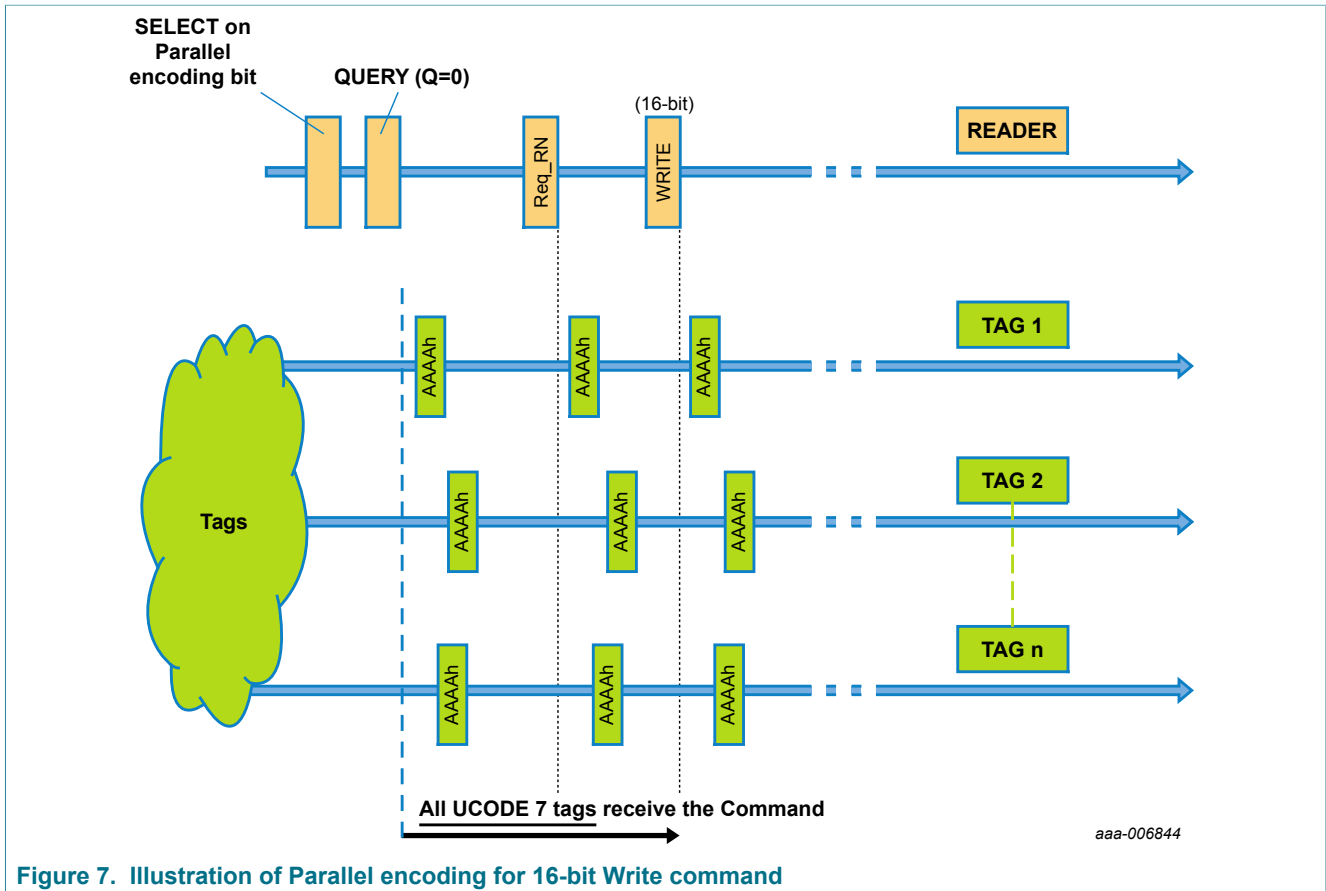 SELECT on
Parallel
encoding bit
QUERY (Q=0)
(16-bit)
Req_RN
WRITE
READER
AAAAh
AAAAh
AAAAh
TAG 1
Tags
AAAAh
AAAAh
AAAAh
TAG 2
AAAAh
AAAAh
AAAAh
TAG n
All UCODE 7 tags receive the Command
aaa-006844
Figure 7. Illustration of Parallel encoding for 16-bit Write command